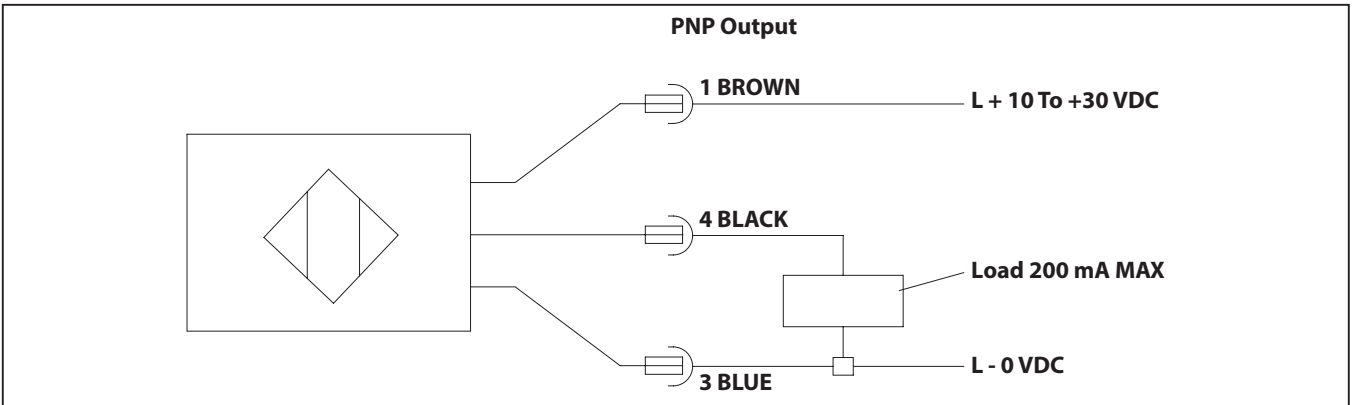 PNP Output
1 BROWN
L + 10 To +30 VDC
4 BLACK
Load 200 mA MAX
L - 0 VDC
3 BLUE